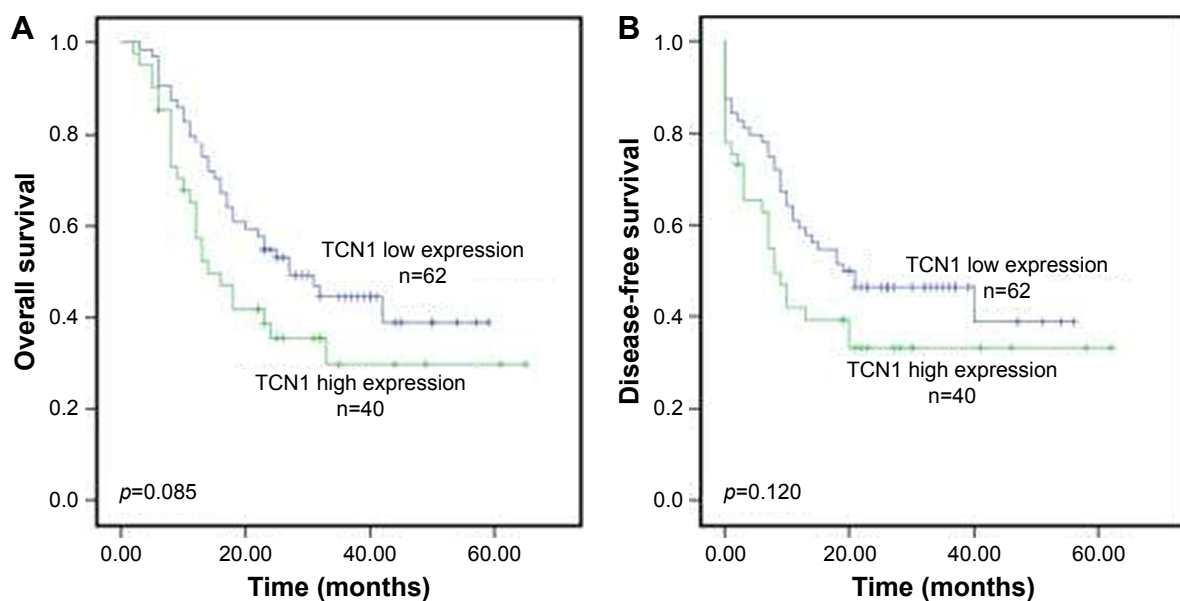 A
Overall survival
1.0
0.8
0.6
0.4
0.2
0.0
TCN1 low expression
n=62
TCN1 high expression
n=40
p=0.085
0.00 20.00 40.00 60.00
Time (months)
B
Disease-free survival
1.0
0.8
0.6
0.4
0.2
0.0
TCN1 low expression
n=62
TCN1 high expression
n=40
p=0.120
0.00 20.00 40.00 60.00
Time (months)